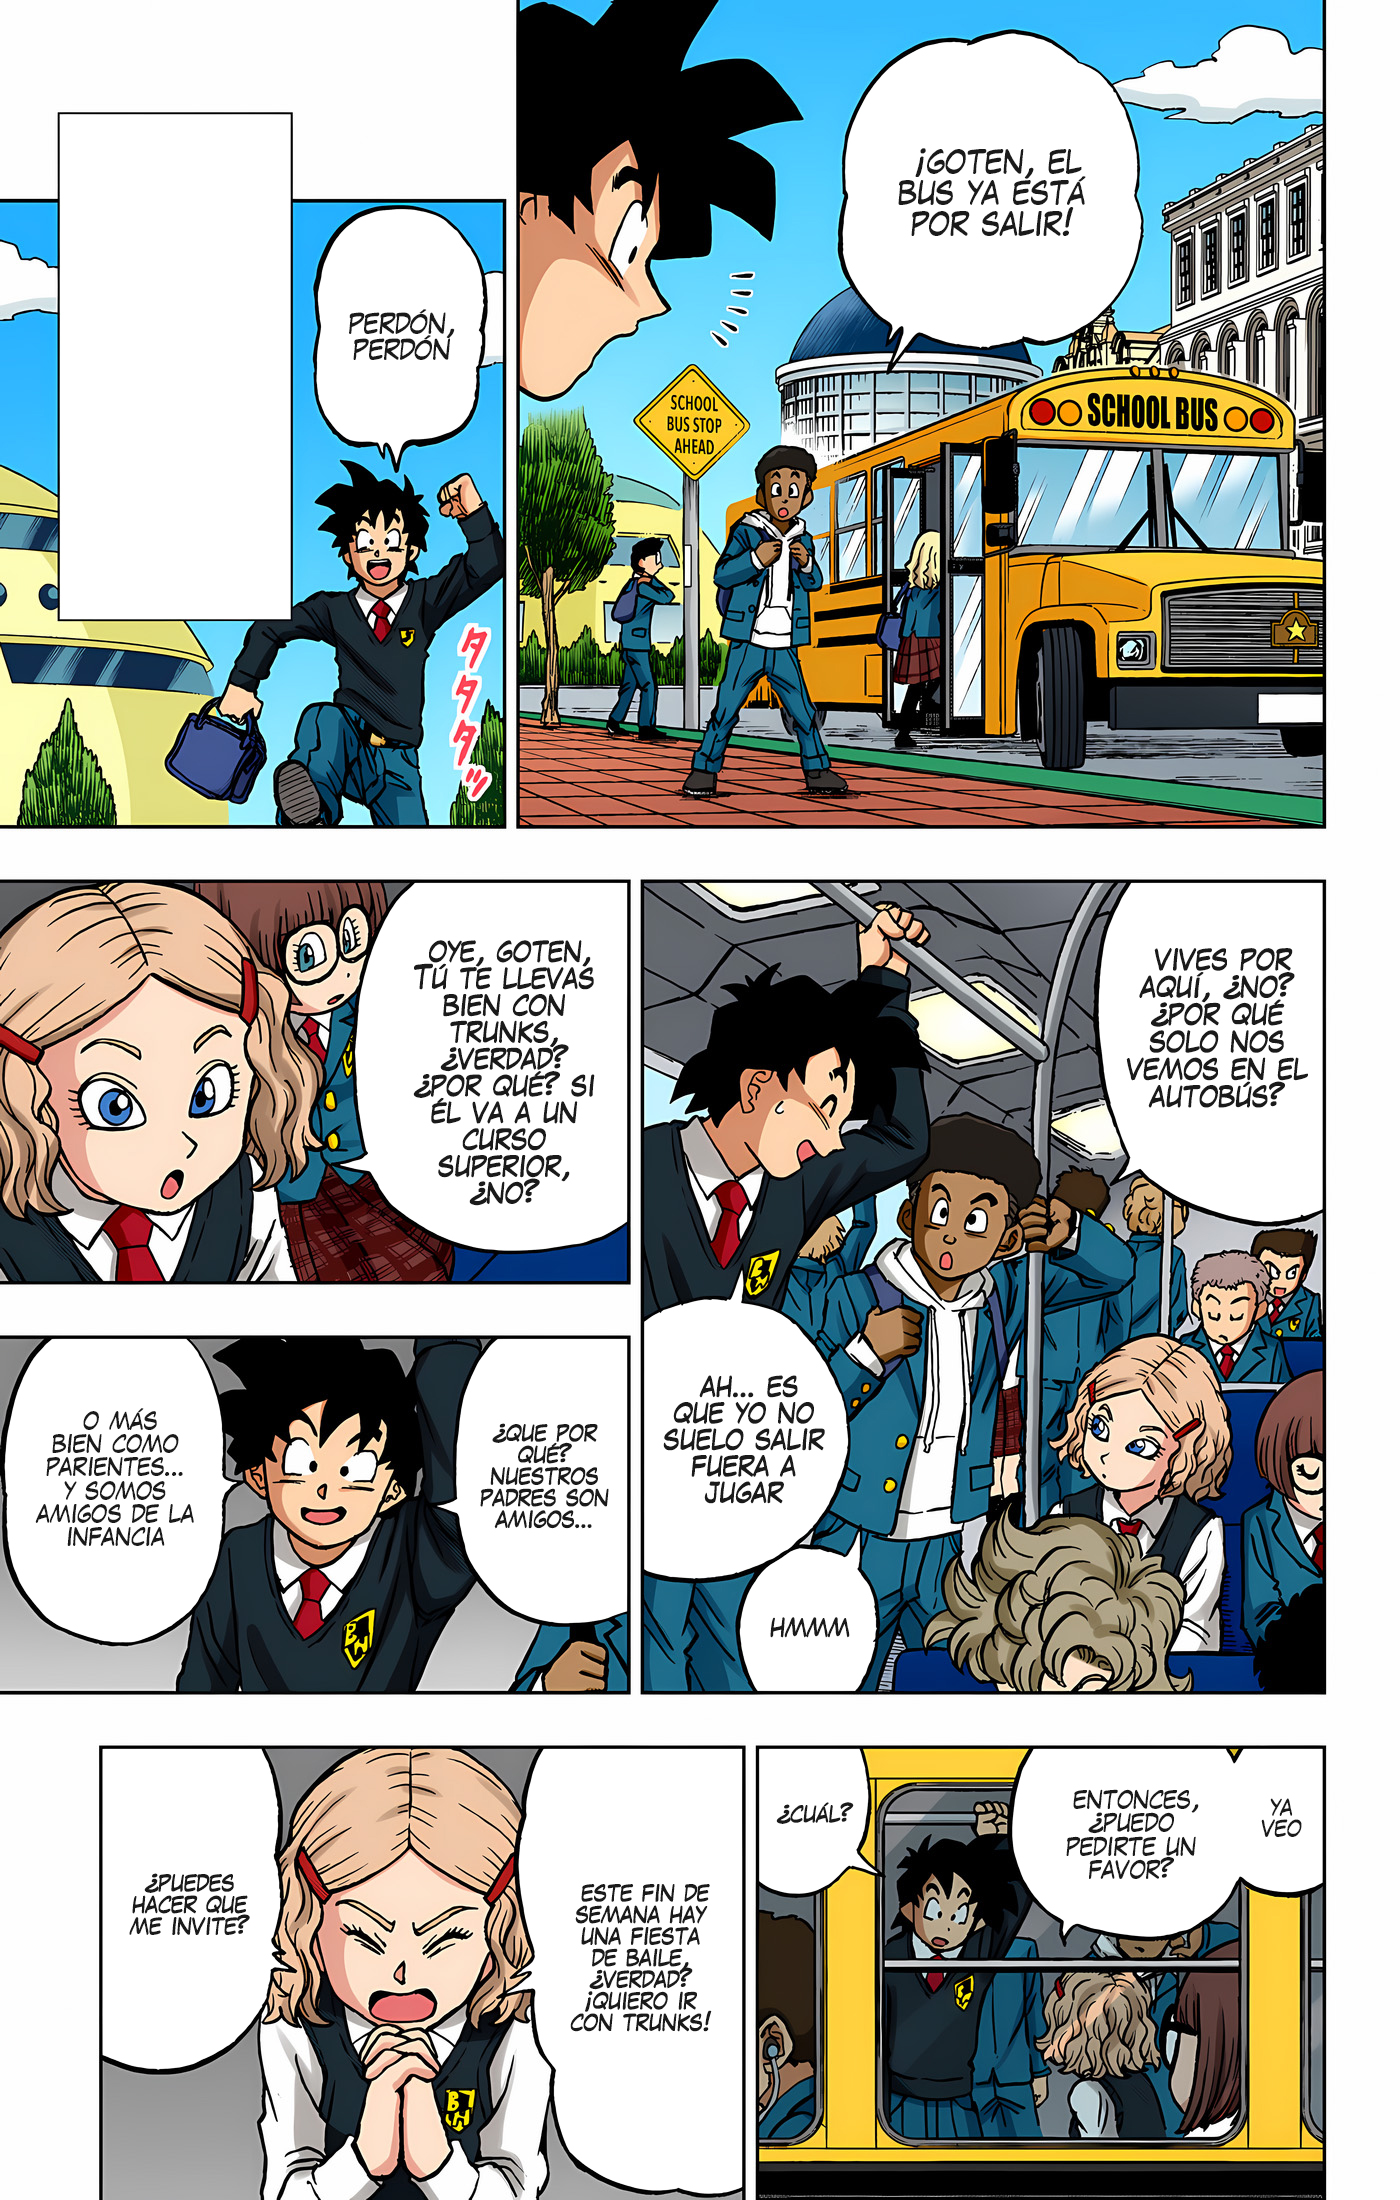 ¡GOTEN, EL
BUS YA ESTÁ
POR SALIR!
SCHOOL
BUS STOP
AHEAD
SCHOOL BUS
PERDÓN,
PERDÓN
タタタッ
VIVES POR
AQUÍ, ¿NO?
¿POR QUÉ
SOLO NOS
VEMOS EN EL
AUTOBÚS?
AH... ES
QUE YO NO
SUELO SALIR
FUERA A
JUGAR
HMMM
OYE, GOTEN,
TÚ TE LLEVAS
BIEN CON
TRUNKS,
¿VERDAD?
¿POR QUÉ? SI
ÉL VA A UN
CURSO
SUPERIOR,
¿NO?
¿QUE POR
QUÉ?
NUESTROS
PADRES SON
AMIGOS...
O MÁS
BIEN COMO
PARIENTES...
Y SOMOS
AMIGOS DE LA
INFANCIA
YA
VEO
ENTONCES,
¿PUEDO
PEDIRTE UN
FAVOR?
¿CUÁL?
ESTE FIN DE
SEMANA HAY
UNA FIESTA
DE BAILE,
¿VERDAD?
¡QUIERO IR
CON TRUNKS!
¿PUEDES
HACER QUE
ME INVITE?